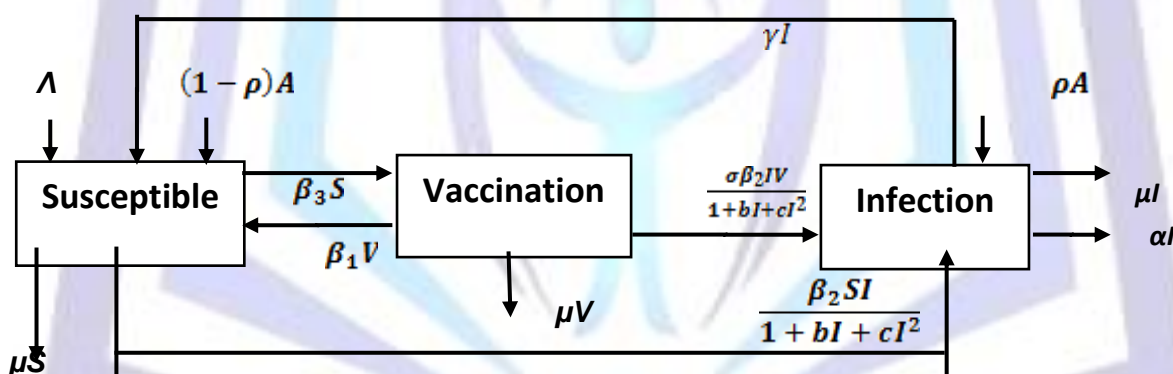 γI
Λ
(1 − ρ)A
ρA
Susceptible
β₃S
β₁V
Vaccination
σβ₂IV
1+bI+cI²
Infection
μI
αI
μV
β₂SI
1 + bI + cI²
μS